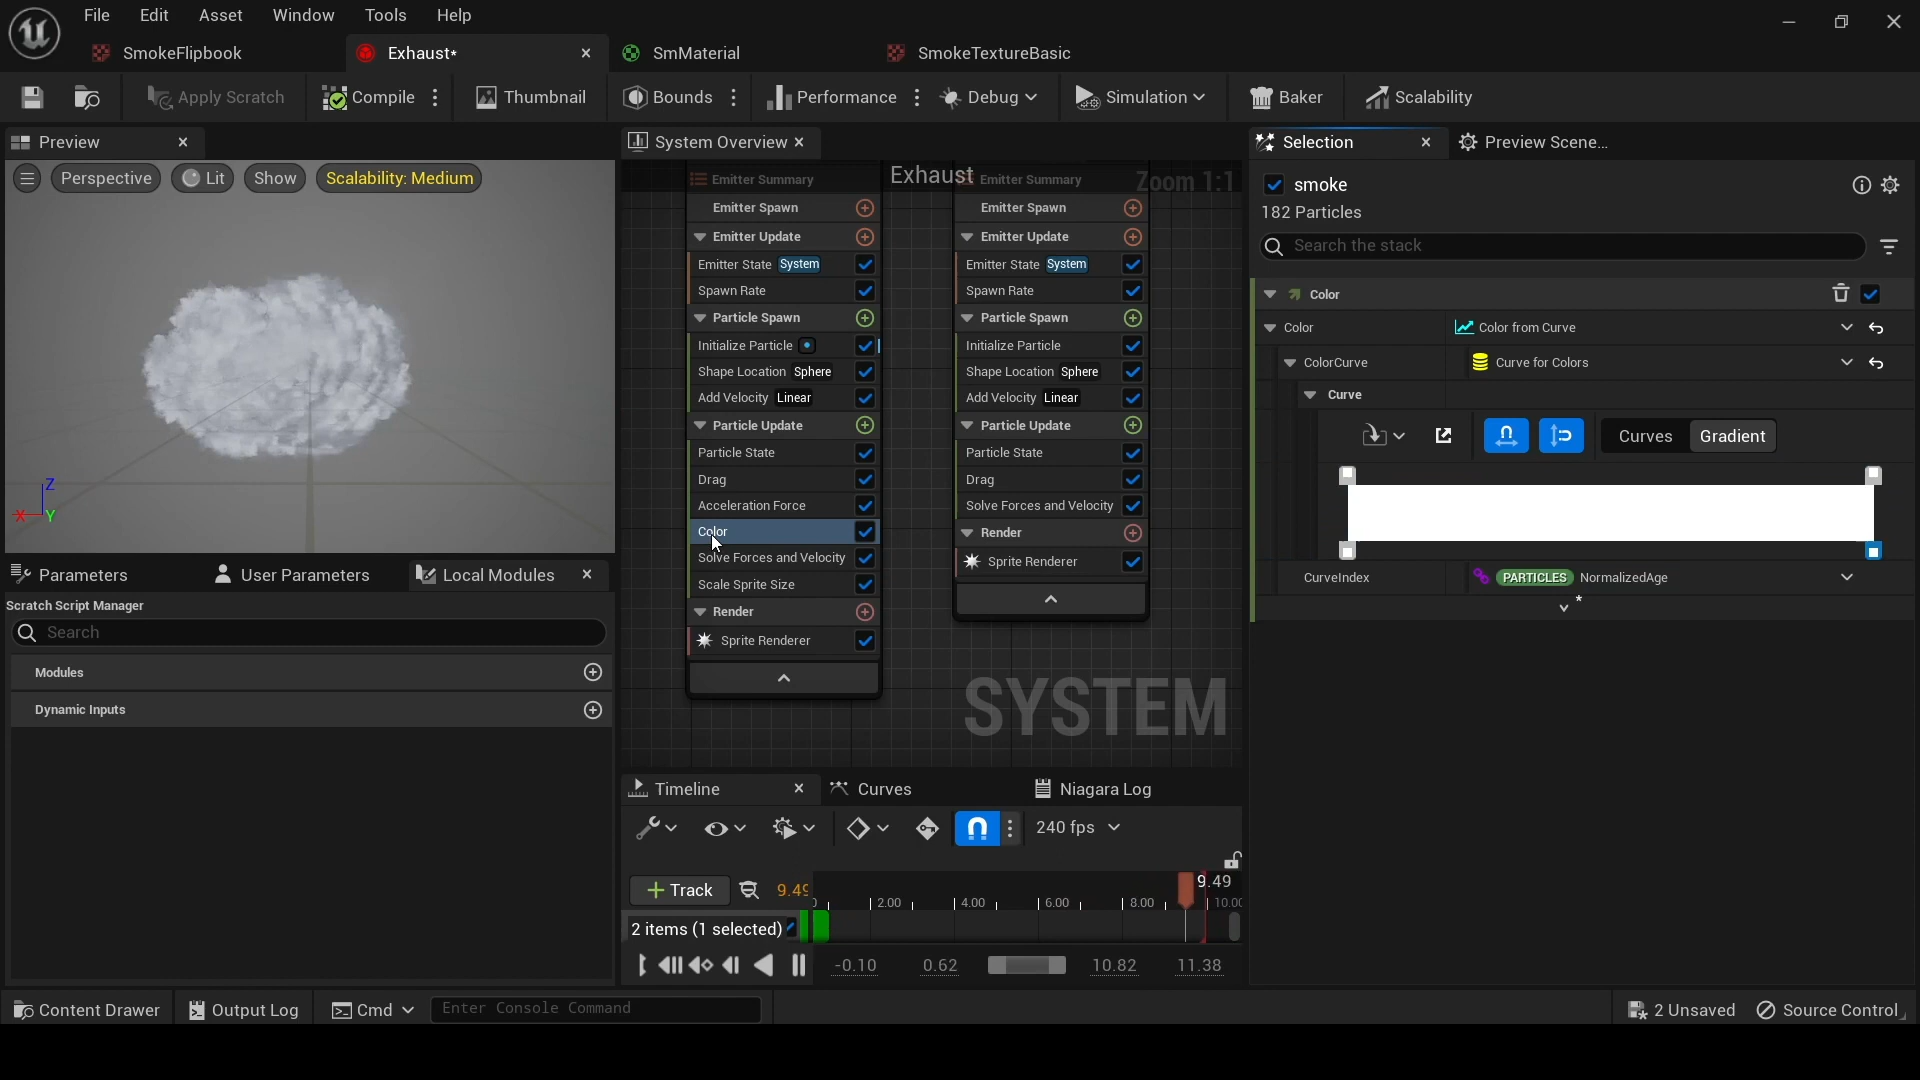 File Edit Asset Window Tools Help
SmokeFlipbook Exhaust* SmMaterial SmokeTextureBasic
Apply Scratch Compile Thumbnail Bounds Performance Debug Simulation Baker Scalability
Preview
Perspective Lit Show Scalability: Medium
Z
X Y
Parameters User Parameters Local Modules
Scratch Script Manager
Search
Modules
Dynamic Inputs
System Overview
Exhaust
Zoom 1:1
Emitter Summary
Emitter Spawn
Emitter Update
Emitter State System
Spawn Rate
Particle Spawn
Initialize Particle
Shape Location Sphere
Add Velocity Linear
Particle Update
Particle State
Drag
Acceleration Force
Color
Solve Forces and Velocity
Scale Sprite Size
Render
Sprite Renderer
Emitter Summary
Emitter Spawn
Emitter Update
Emitter State System
Spawn Rate
Particle Spawn
Initialize Particle
Shape Location Sphere
Add Velocity Linear
Particle Update
Particle State
Drag
Solve Forces and Velocity
Render
Sprite Renderer
SYSTEM
Timeline Curves Niagara Log
240 fps
+ Track 9.49
9.49
2.00 4.00 6.00 8.00 10.00
2 items (1 selected)
-0.10 0.62 10.82 11.38
Selection Preview Scene...
smoke
182 Particles
Search the stack
Color
Color Color from Curve
ColorCurve Curve for Colors
Curve
Curves Gradient
CurveIndex PARTICLES NormalizedAge
*
Content Drawer Output Log Cmd Enter Console Command 2 Unsaved Source Control